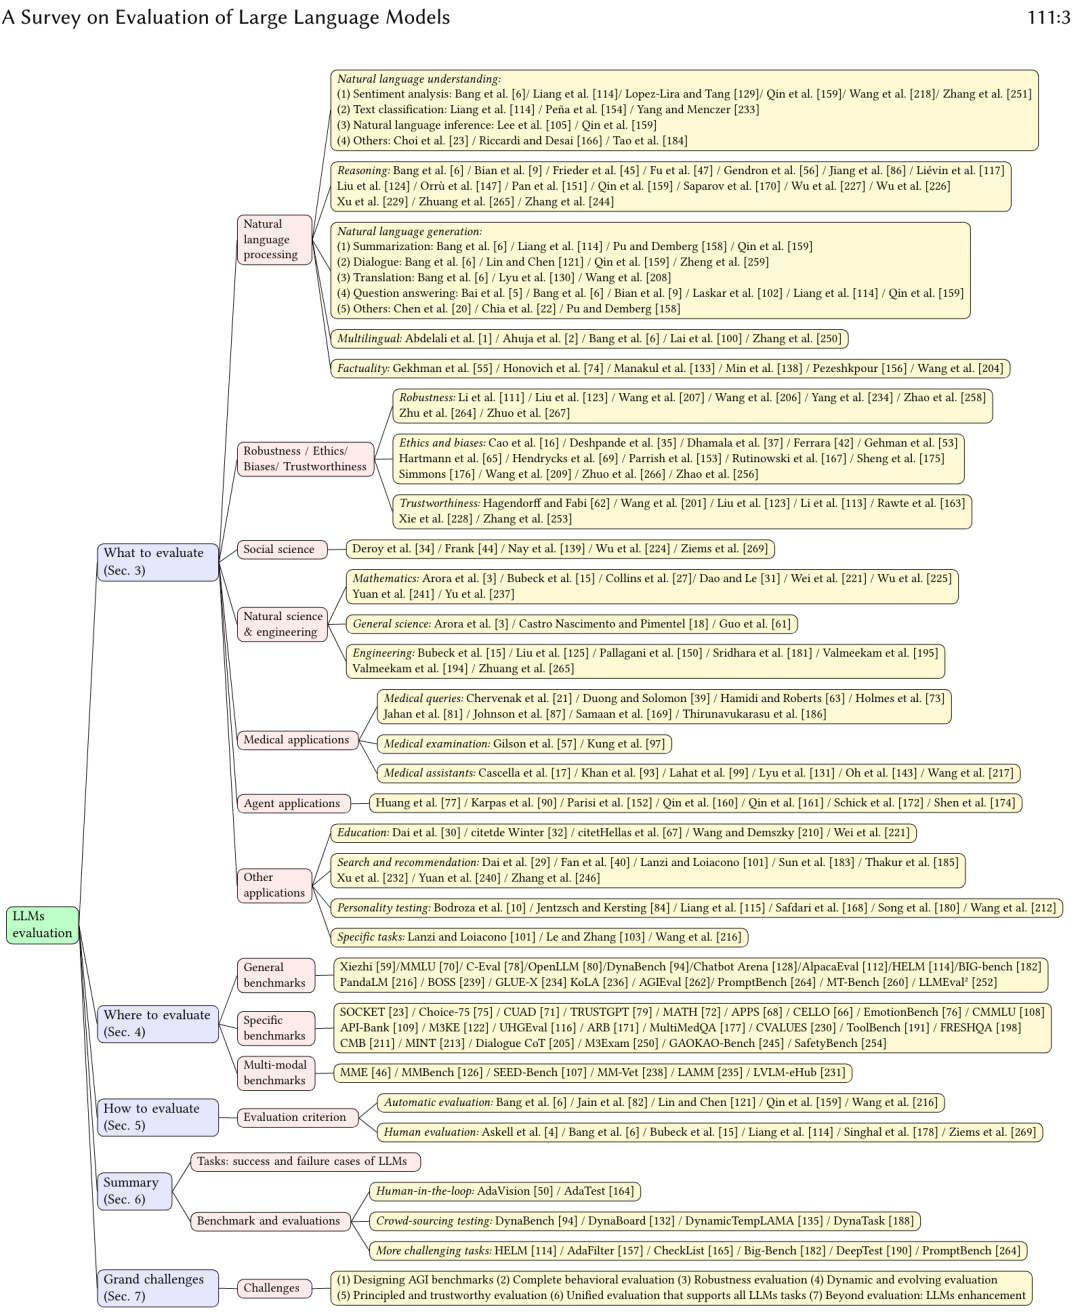 A Survey on Evaluation of Large Language Models 111:3
Natural language understanding:
(1) Sentiment analysis: Bang et al. [6]/ Liang et al. [114]/ Lopez-Lira and Tang [129]/ Qin et al. [159]/ Wang et al. [218]/ Zhang et al. [251]
(2) Text classification: Liang et al. [114] / Peña et al. [154] / Yang and Menczer [233]
(3) Natural language inference: Lee et al. [105] / Qin et al. [159]
(4) Others: Choi et al. [23] / Riccardi and Desai [166] / Tao et al. [184]
Reasoning: Bang et al. [6] / Bian et al. [9] / Frieder et al. [45] / Fu et al. [47] / Gendron et al. [56] / Jiang et al. [86] / Liévin et al. [117]
Liu et al. [124] / Orrù et al. [147] / Pan et al. [151] / Qin et al. [159] / Saparov et al. [170] / Wu et al. [227] / Wu et al. [226]
Xu et al. [229] / Zhuang et al. [265] / Zhang et al. [244]
Natural
language
processing
Natural language generation:
(1) Summarization: Bang et al. [6] / Liang et al. [114] / Pu and Demberg [158] / Qin et al. [159]
(2) Dialogue: Bang et al. [6] / Lin and Chen [121] / Qin et al. [159] / Zheng et al. [259]
(3) Translation: Bang et al. [6] / Lyu et al. [130] / Wang et al. [208]
(4) Question answering: Bai et al. [5] / Bang et al. [6] / Bian et al. [9] / Laskar et al. [102] / Liang et al. [114] / Qin et al. [159]
(5) Others: Chen et al. [20] / Chia et al. [22] / Pu and Demberg [158]
Multilingual: Abdelali et al. [1] / Ahuja et al. [2] / Bang et al. [6] / Lai et al. [100] / Zhang et al. [250]
Factuality: Gekhman et al. [55] / Honovich et al. [74] / Manakul et al. [133] / Min et al. [138] / Pezeshkpour [156] / Wang et al. [204]
Robustness: Li et al. [111] / Liu et al. [123] / Wang et al. [207] / Wang et al. [206] / Yang et al. [234] / Zhao et al. [258]
Zhu et al. [264] / Zhuo et al. [267]
Robustness / Ethics/
Biases/ Trustworthiness
Ethics and biases: Cao et al. [16] / Deshpande et al. [35] / Dhamala et al. [37] / Ferrara [42] / Gehman et al. [53]
Hartmann et al. [65] / Hendrycks et al. [69] / Parrish et al. [153] / Rutinowski et al. [167] / Sheng et al. [175]
Simmons [176] / Wang et al. [209] / Zhuo et al. [266] / Zhao et al. [256]
Trustworthiness: Hagendorff and Fabi [62] / Wang et al. [201] / Liu et al. [123] / Li et al. [113] / Rawte et al. [163]
Xie et al. [228] / Zhang et al. [253]
What to evaluate
(Sec. 3)
Social science
Deroy et al. [34] / Frank [44] / Nay et al. [139] / Wu et al. [224] / Ziems et al. [269]
Mathematics: Arora et al. [3] / Bubeck et al. [15] / Collins et al. [27]/ Dao and Le [31] / Wei et al. [221] / Wu et al. [225]
Yuan et al. [241] / Yu et al. [237]
Natural science
& engineering
General science: Arora et al. [3] / Castro Nascimento and Pimentel [18] / Guo et al. [61]
Engineering: Bubeck et al. [15] / Liu et al. [125] / Pallagani et al. [150] / Sridhara et al. [181] / Valmeekam et al. [195]
Valmeekam et al. [194] / Zhuang et al. [265]
Medical queries: Chervenak et al. [21] / Duong and Solomon [39] / Hamidi and Roberts [63] / Holmes et al. [73]
Jahan et al. [81] / Johnson et al. [87] / Samaan et al. [169] / Thirunavukarasu et al. [186]
Medical applications
Medical examination: Gilson et al. [57] / Kung et al. [97]
Medical assistants: Cascella et al. [17] / Khan et al. [93] / Lahat et al. [99] / Lyu et al. [131] / Oh et al. [143] / Wang et al. [217]
Agent applications
Huang et al. [77] / Karpas et al. [90] / Parisi et al. [152] / Qin et al. [160] / Qin et al. [161] / Schick et al. [172] / Shen et al. [174]
Education: Dai et al. [30] / citetde Winter [32] / citetHellas et al. [67] / Wang and Demszky [210] / Wei et al. [221]
Search and recommendation: Dai et al. [29] / Fan et al. [40] / Lanzi and Loiacono [101] / Sun et al. [183] / Thakur et al. [185]
Xu et al. [232] / Yuan et al. [240] / Zhang et al. [246]
Other
applications
Personality testing: Bodroza et al. [10] / Jentzsch and Kersting [84] / Liang et al. [115] / Safdari et al. [168] / Song et al. [180] / Wang et al. [212]
Specific tasks: Lanzi and Loiacono [101] / Le and Zhang [103] / Wang et al. [216]
LLMs
evaluation
General
benchmarks
Xiezhi [59]/MMLU [70]/ C-Eval [78]/OpenLLM [80]/DynaBench [94]/Chatbot Arena [128]/AlpacaEval [112]/HELM [114]/BIG-bench [182]
PandaLM [216] / BOSS [239] / GLUE-X [234] KoLA [236] / AGIEval [262]/ PromptBench [264] / MT-Bench [260] / LLMEval² [252]
Where to evaluate
(Sec. 4)
Specific
benchmarks
SOCKET [23] / Choice-75 [75] / CUAD [71] / TRUSTGPT [79] / MATH [72] / APPS [68] / CELLO [66] / EmotionBench [76] / CMMLU [108]
API-Bank [109] / M3KE [122] / UHGEval [116] / ARB [171] / MultiMedQA [177] / CVALUES [230] / ToolBench [191] / FRESHQA [198]
CMB [211] / MINT [213] / Dialogue CoT [205] / M3Exam [250] / GAOKAO-Bench [245] / SafetyBench [254]
Multi-modal
benchmarks
MME [46] / MMBench [126] / SEED-Bench [107] / MM-Vet [238] / LAMM [235] / LVLM-eHub [231]
How to evaluate
(Sec. 5)
Evaluation criterion
Automatic evaluation: Bang et al. [6] / Jain et al. [82] / Lin and Chen [121] / Qin et al. [159] / Wang et al. [216]
Human evaluation: Askell et al. [4] / Bang et al. [6] / Bubeck et al. [15] / Liang et al. [114] / Singhal et al. [178] / Ziems et al. [269]
Summary
(Sec. 6)
Tasks: success and failure cases of LLMs
Benchmark and evaluations
Human-in-the-loop: AdaVision [50] / AdaTest [164]
Crowd-sourcing testing: DynaBench [94] / DynaBoard [132] / DynamicTempLAMA [135] / DynaTask [188]
More challenging tasks: HELM [114] / AdaFilter [157] / CheckList [165] / Big-Bench [182] / DeepTest [190] / PromptBench [264]
Grand challenges
(Sec. 7)
Challenges
(1) Designing AGI benchmarks (2) Complete behavioral evaluation (3) Robustness evaluation (4) Dynamic and evolving evaluation
(5) Principled and trustworthy evaluation (6) Unified evaluation that supports all LLMs tasks (7) Beyond evaluation: LLMs enhancement